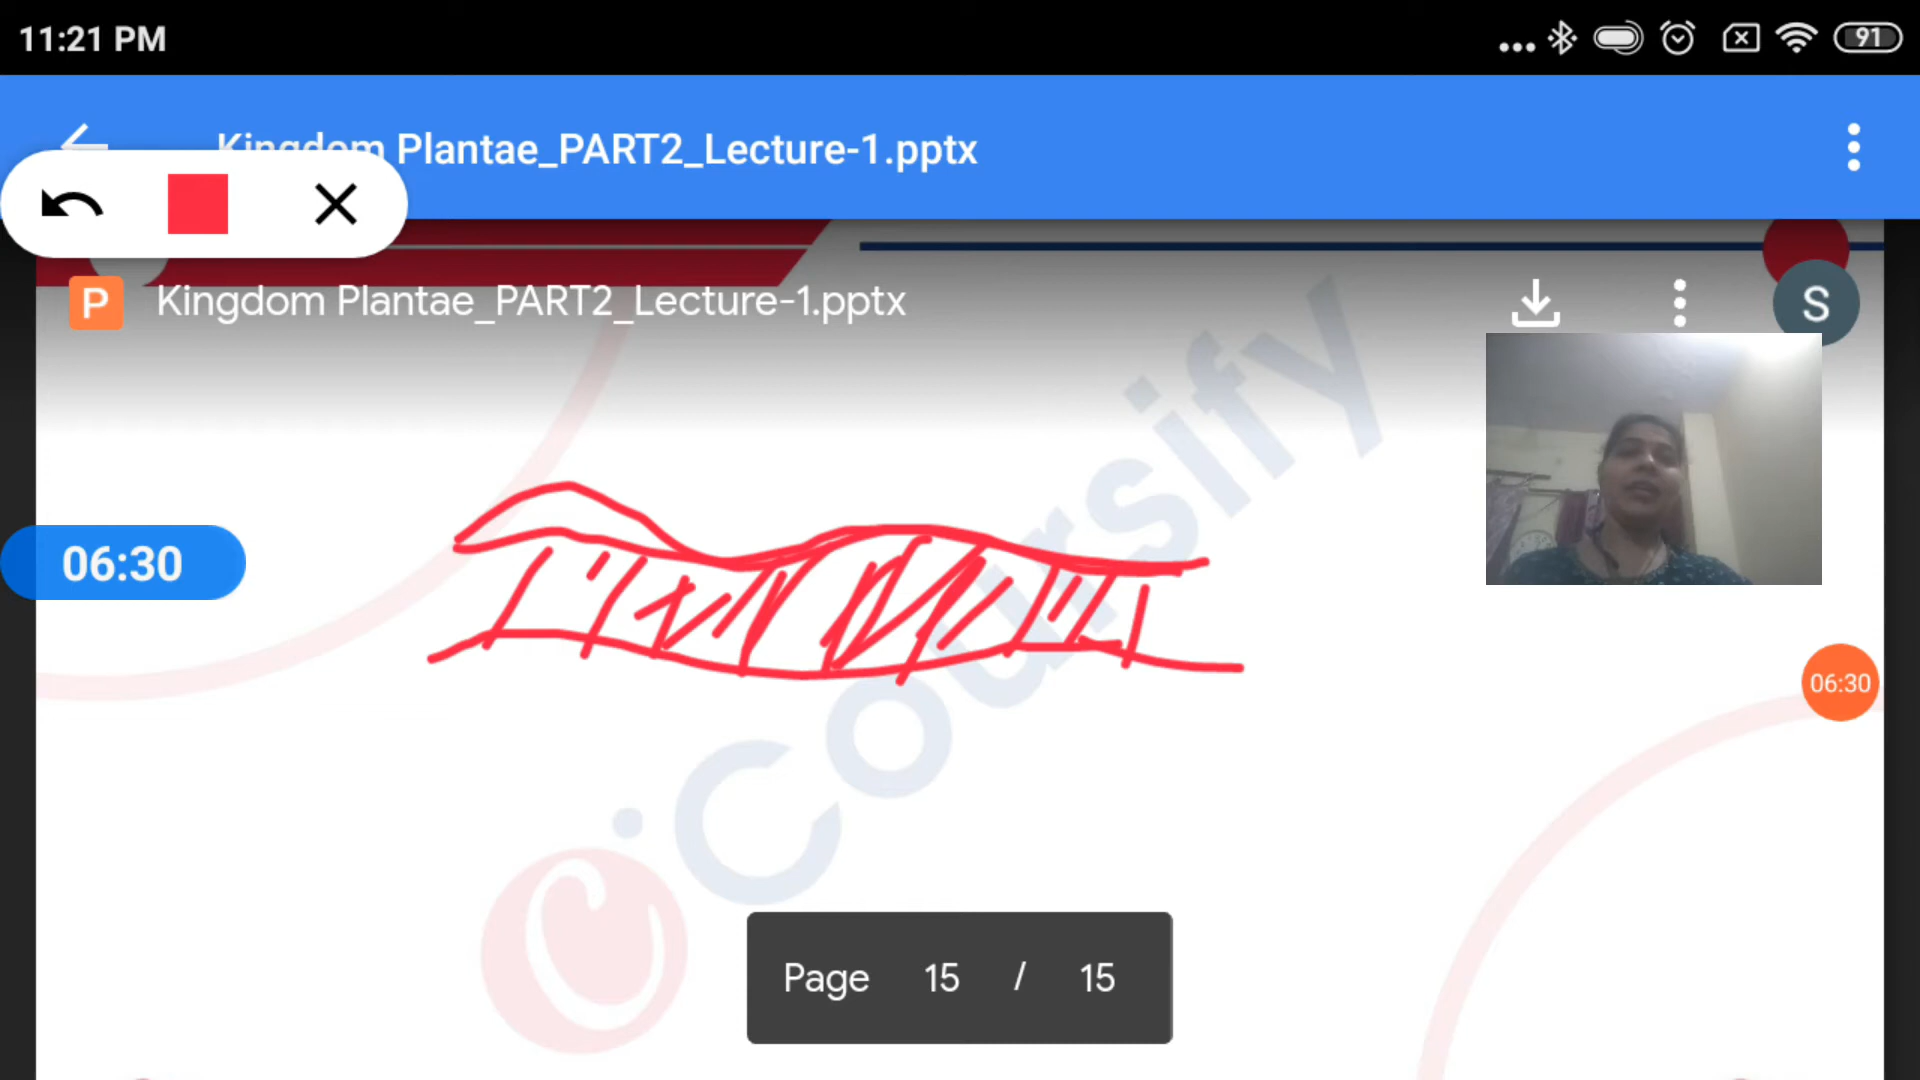 11:21 PM
91
Kingdom Plantae_PART2_Lecture-1.pptx
P Kingdom Plantae_PART2_Lecture-1.pptx
S
Coursify
06:30
06:30
Page 15 / 15